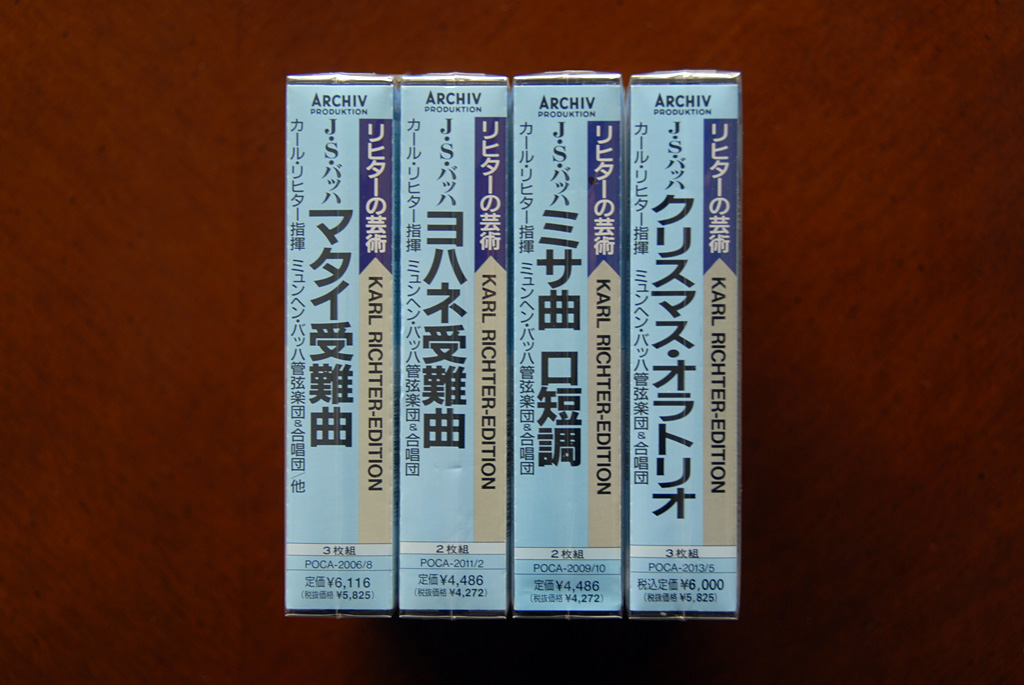 ARCHIV
PRODUKTION
リヒターの芸術
KARL RICHTER-EDITION
J・S・バッハ
マタイ受難曲
カール・リヒター指揮 ミュンヘン・バッハ管弦楽団&合唱団/他
3枚組
POCA-2006/8
定価¥6,116
(税抜価格 ¥5,825)
ARCHIV
PRODUKTION
リヒターの芸術
KARL RICHTER-EDITION
J・S・バッハ
ヨハネ受難曲
カール・リヒター指揮 ミュンヘン・バッハ管弦楽団&合唱団
2枚組
POCA-2011/2
定価¥4,486
(税抜価格 ¥4,272)
ARCHIV
PRODUKTION
リヒターの芸術
KARL RICHTER-EDITION
J・S・バッハ
ミサ曲 ロ短調
カール・リヒター指揮 ミュンヘン・バッハ管弦楽団&合唱団
2枚組
POCA-2009/10
定価¥4,486
(税抜価格 ¥4,272)
ARCHIV
PRODUKTION
リヒターの芸術
KARL RICHTER-EDITION
J・S・バッハ
クリスマス・オラトリオ
カール・リヒター指揮 ミュンヘン・バッハ管弦楽団&合唱団
3枚組
POCA-2013/5
税込定価¥6,000
(税抜価格 ¥5,825)